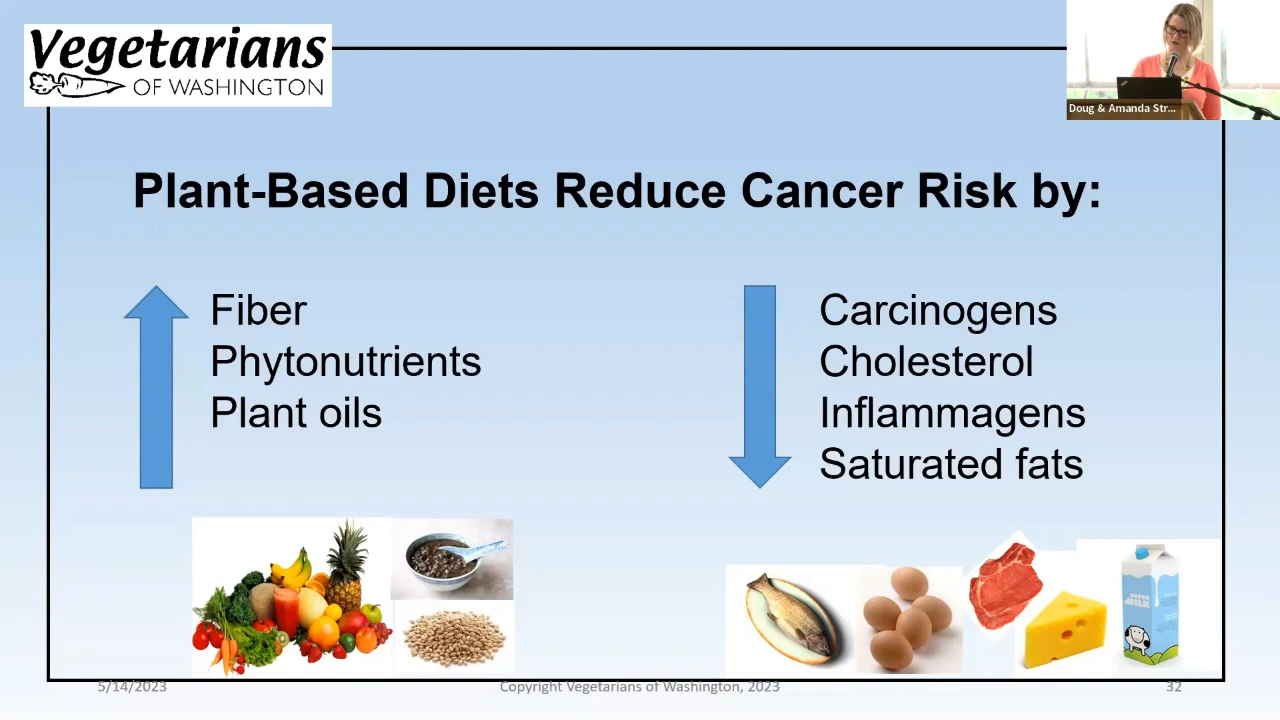 Vegetarians
OF WASHINGTON
Doug & Amanda Str...
Plant-Based Diets Reduce Cancer Risk by:
Fiber
Phytonutrients
Plant oils
Carcinogens
Cholesterol
Inflammagens
Saturated fats
MILK
5/14/2023
Copyright Vegetarians of Washington, 2023
32